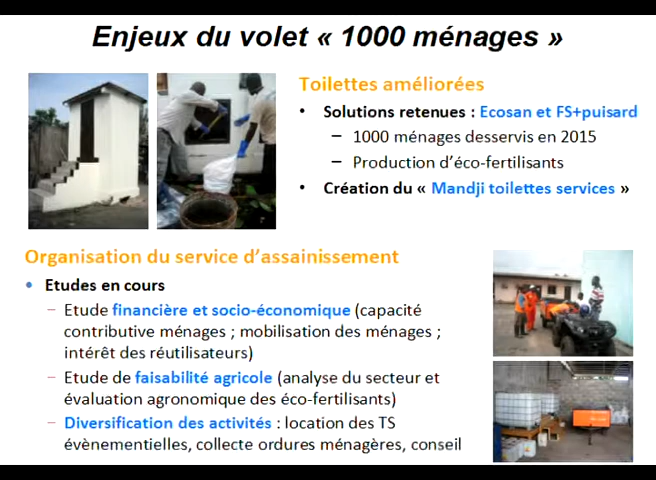 Enjeux du volet « 1000 ménages »
Toilettes améliorées
• Solutions retenues : Ecosan et FS+puisard
– 1000 ménages desservis en 2015
– Production d’éco-fertilisants
• Création du « Mandji toilettes services »
Organisation du service d’assainissement
• Etudes en cours
– Etude financière et socio-économique (capacité
contributive ménages ; mobilisation des ménages ;
intérêt des réutilisateurs)
– Etude de faisabilité agricole (analyse du secteur et
évaluation agronomique des éco-fertilisants)
– Diversification des activités : location des TS
évènementielles, collecte ordures ménagères, conseil